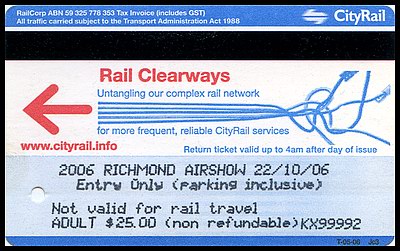 RailCorp ABN 59 325 778 353 Tax Invoice (includes GST)
All traffic carried subject to the Transport Administration Act 1988
CityRail
Rail Clearways
Untangling our complex rail network
for more frequent, reliable CityRail services
www.cityrail.info
Return ticket valid up to 4am after day of issue
2006 RICHMOND AIRSHOW 22/10/06
Entry Only (parking inclusive)
Not valid for rail travel
ADULT $25.00 (non refundable) KX99992
T-05-06 Jc3